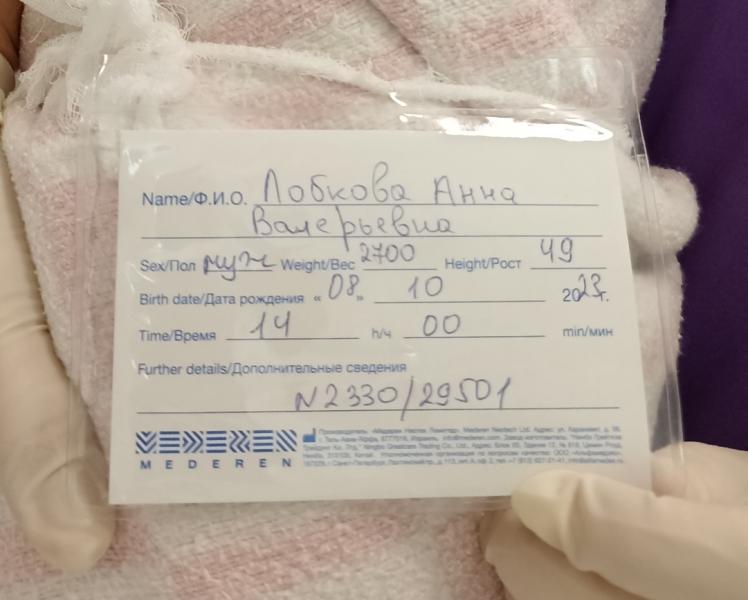 Name/Ф.И.О. Лобкова Анна
Валерьевна
Sex/Пол муж Weight/Вес 2700 Height/Рост 49
Birth date/Дата рождения «08» 10 2023г.
Time/Время 14 h/ч 00 min/мин
Further details/Дополнительные сведения
N2330/29501
MEDEREN